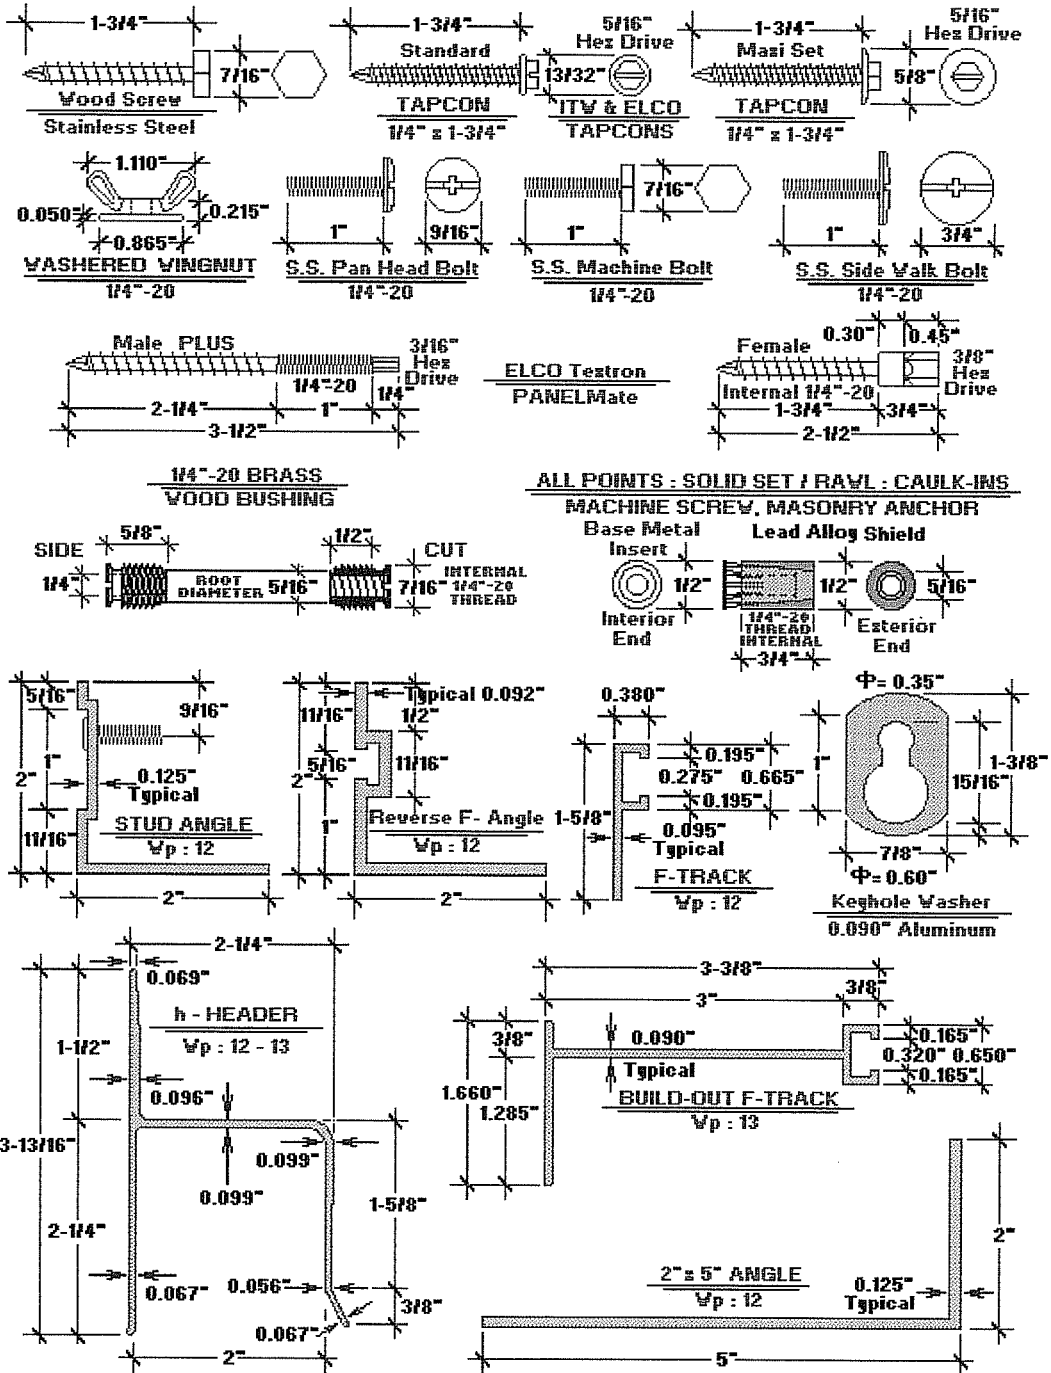 1-3/4"
Wood Screw
Stainless Steel
7/16"
1-3/4"
Standard
TAPCON
1/4" x 1-3/4"
5/16"
Hex Drive
13/32"
ITW & ELCO
TAPCONS
1-3/4"
Maxi Set
TAPCON
1/4" x 1-3/4"
5/16"
Hex Drive
5/8"
1.110"
0.050"
0.215"
0.865"
WASHERED WINGNUT
1/4"-20
1"
9/16"
S.S. Pan Head Bolt
1/4"-20
7/16"
1"
S.S. Machine Bolt
1/4"-20
1"
3/4"
S.S. Side Walk Bolt
1/4"-20
Male PLUS
3/16"
Hex
Drive
1/4"-20
1/4"
2-1/4"
1"
3-1/2"
ELCO Textron
PANELMate
0.30"
0.45"
Female
3/8"
Hex
Drive
Internal 1/4"-20
1-3/4"
3/4"
2-1/2"
1/4"-20 BRASS
WOOD BUSHING
5/8"
1/2"
SIDE
CUT
1/4"
ROOT
DIAMETER
5/16"
7/16"
INTERNAL
1/4"-20
THREAD
ALL POINTS : SOLID SET / RAWL : CAULK-INS
MACHINE SCREW, MASONRY ANCHOR
Base Metal
Insert
Lead Alloy Shield
1/2"
1/2"
5/16"
Interior
End
1/4"-20
THREAD
INTERNAL
Exterior
End
3/4"
5/16"
9/16"
1"
2"
0.125"
Typical
STUD ANGLE
Wp : 12
11/16"
2"
Typical 0.092"
11/16"
1/2"
5/16"
11/16"
2"
1"
Reverse F- Angle
Wp : 12
2"
0.380"
0.195"
0.275"
0.665"
0.195"
1-5/8"
0.095"
Typical
F-TRACK
Wp : 12
Φ= 0.35"
1"
15/16"
1-3/8"
7/8"
Φ= 0.60"
Keyhole Washer
0.090" Aluminum
2-1/4"
0.069"
h - HEADER
Wp : 12 - 13
1-1/2"
0.096"
3-13/16"
0.099"
0.099"
2-1/4"
1-5/8"
0.067"
0.056"
3/8"
0.067"
2"
3-3/8"
3"
3/8"
3/8"
0.090"
Typical
0.165"
0.320"
0.650"
0.165"
1.660"
1.285"
BUILD-OUT F-TRACK
Wp : 13
2"
2" x 5" ANGLE
Wp : 12
0.125"
Typical
5"